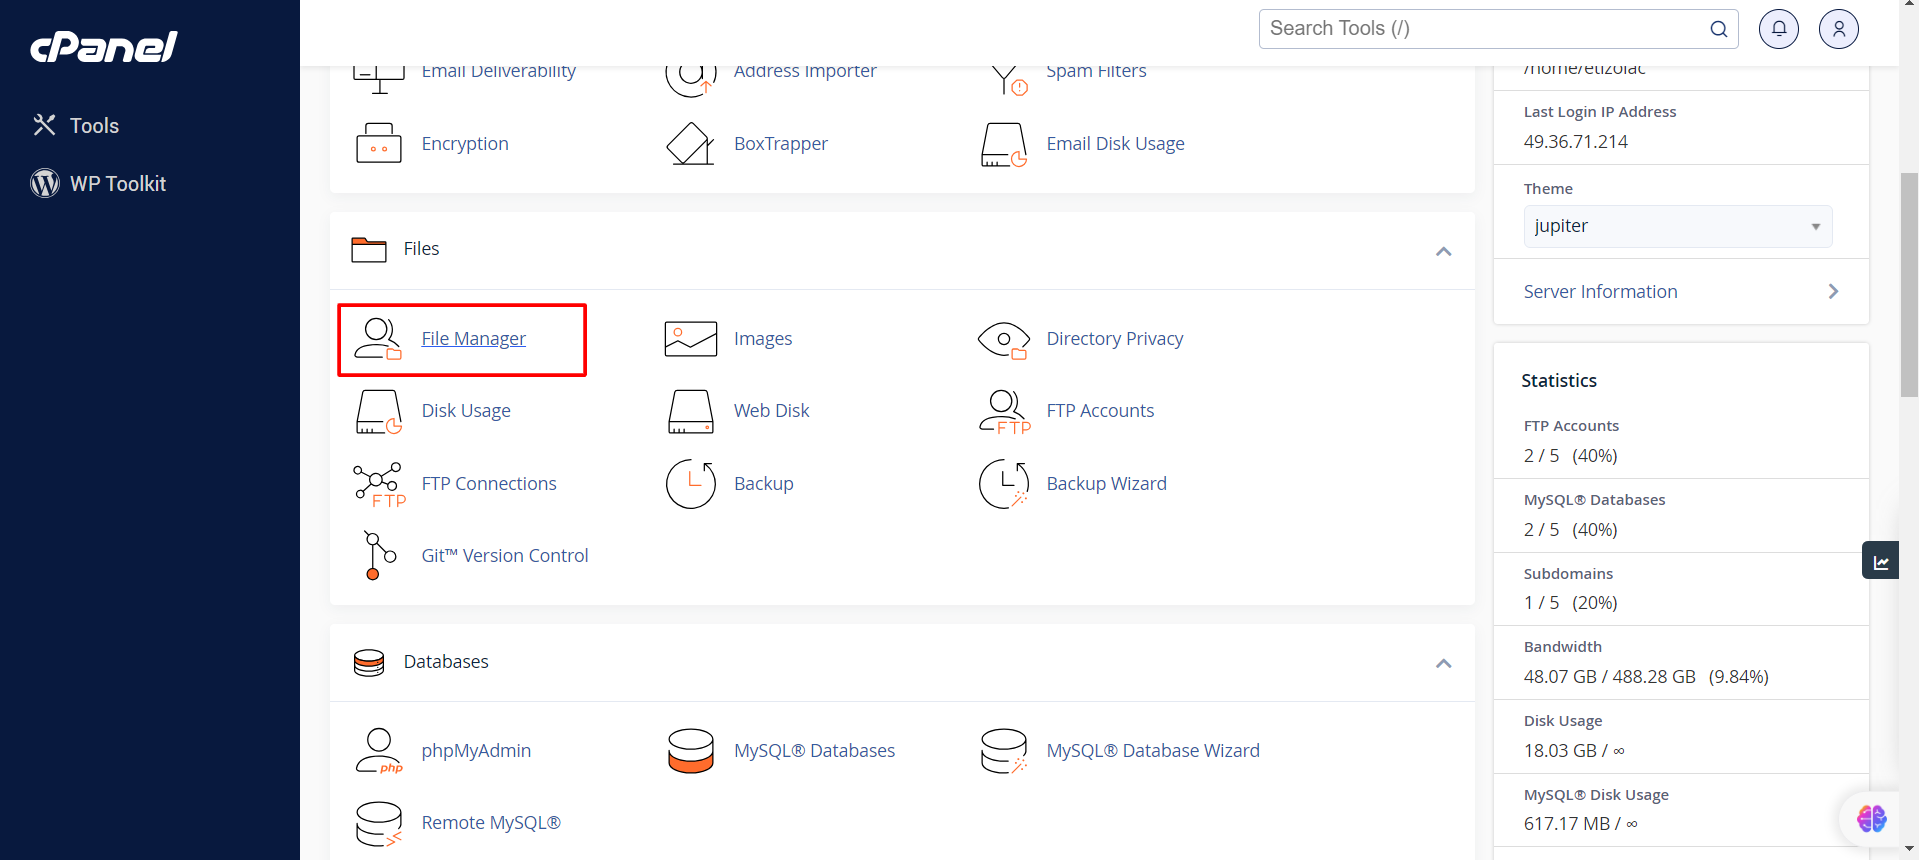 cPanel
Tools
WP Toolkit
Search Tools (/)
Email Deliverability
Address Importer
Spam Filters
Encryption
BoxTrapper
Email Disk Usage
Files
File Manager
Images
Directory Privacy
Disk Usage
Web Disk
FTP Accounts
FTP
FTP Connections
FTP
Backup
Backup Wizard
Git™ Version Control
Databases
phpMyAdmin
php
MySQL® Databases
MySQL® Database Wizard
Remote MySQL®
/home/etizolac
Last Login IP Address
49.36.71.214
Theme
jupiter
Server Information
Statistics
FTP Accounts
2 / 5 (40%)
MySQL® Databases
2 / 5 (40%)
Subdomains
1 / 5 (20%)
Bandwidth
48.07 GB / 488.28 GB (9.84%)
Disk Usage
18.03 GB / ∞
MySQL® Disk Usage
617.17 MB / ∞